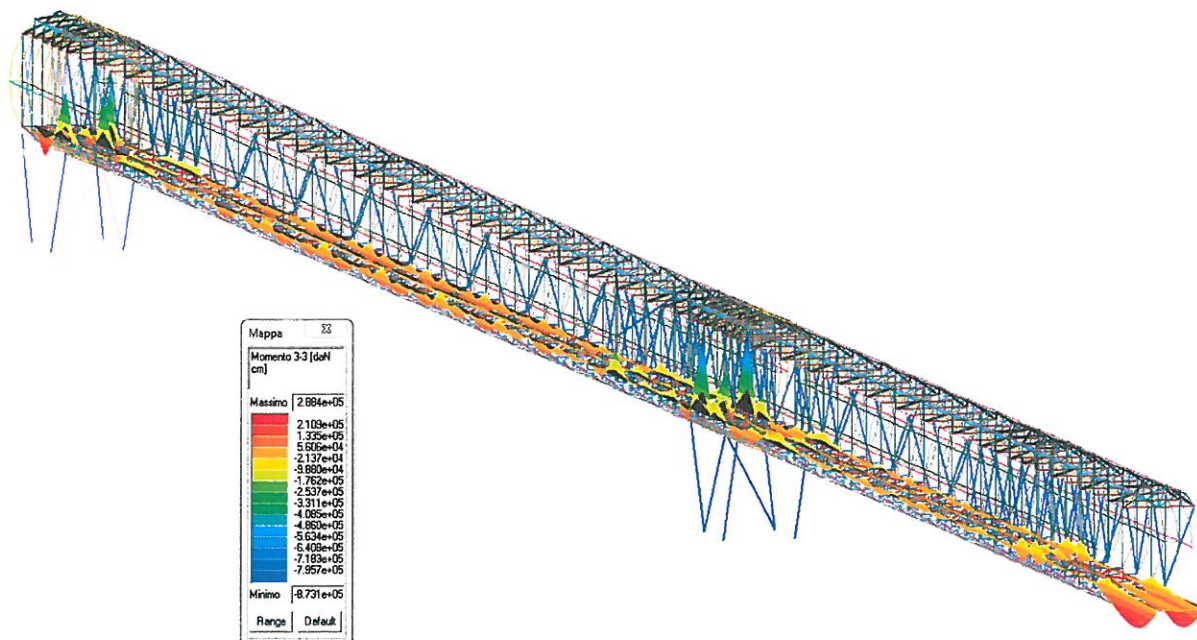 Mappa
Momento 3-3 [daN
cm]
Massimo 2.884e+05
2.109e+05
1.335e+05
5.606e+04
-2.137e+04
-9.880e+04
-1.762e+05
-2.537e+05
-3.311e+05
-4.085e+05
-4.860e+05
-5.634e+05
-6.408e+05
-7.183e+05
-7.957e+05
Minimo -8.731e+05
Range Default